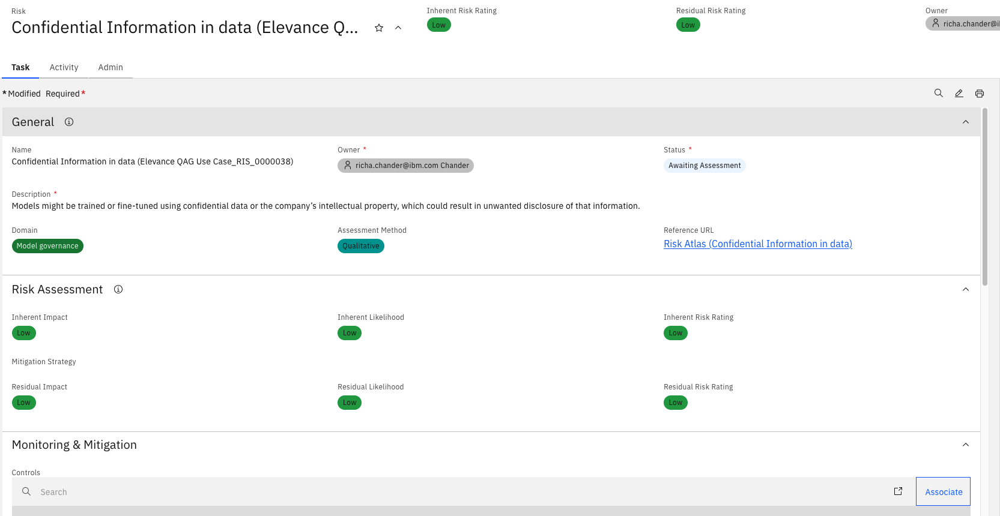 Risk
Confidential Information in data (Elevance Q...
Inherent Risk Rating
Low
Residual Risk Rating
Low
Owner
richa.chander@i
Task Activity Admin
*Modified Required*
General
Name
Confidential Information in data (Elevance QAG Use Case_RIS_0000038)
Owner *
richa.chander@ibm.com Chander
Status *
Awaiting Assessment
Description *
Models might be trained or fine-tuned using confidential data or the company’s intellectual property, which could result in unwanted disclosure of that information.
Domain
Model governance
Assessment Method
Qualitative
Reference URL
Risk Atlas (Confidential Information in data)
Risk Assessment
Inherent Impact
Low
Inherent Likelihood
Low
Inherent Risk Rating
Low
Mitigation Strategy
Residual Impact
Low
Residual Likelihood
Low
Residual Risk Rating
Low
Monitoring & Mitigation
Controls
Search
Associate